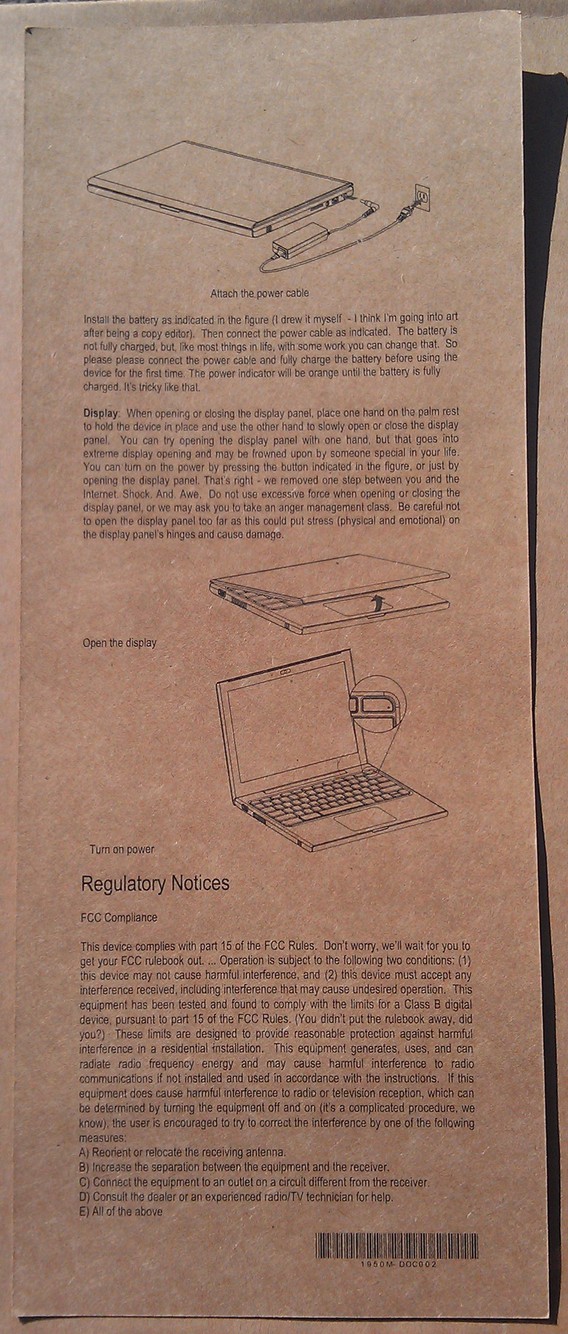 Attach the power cable
Install the battery as indicated in the figure (I drew it myself - I think I'm going into art
after being a copy editor). Then connect the power cable as indicated. The battery is
not fully charged, but, like most things in life, with some work you can change that. So
please please connect the power cable and fully charge the battery before using the
device for the first time. The power indicator will be orange until the battery is fully
charged. It's tricky like that.
Display: When opening or closing the display panel, place one hand on the palm rest
to hold the device in place and use the other hand to slowly open or close the display
panel. You can try opening the display panel with one hand, but that goes into
extreme display opening and may be frowned upon by someone special in your life.
You can turn on the power by pressing the button indicated in the figure, or just by
opening the display panel. That's right - we removed one step between you and the
Internet. Shock. And. Awe. Do not use excessive force when opening or closing the
display panel, or we may ask you to take an anger management class. Be careful not
to open the display panel too far as this could put stress (physical and emotional) on
the display panel's hinges and cause damage.
Open the display
Turn on power
Regulatory Notices
FCC Compliance
This device complies with part 15 of the FCC Rules. Don't worry, we'll wait for you to
get your FCC rulebook out. ... Operation is subject to the following two conditions: (1)
this device may not cause harmful interference, and (2) this device must accept any
interference received, including interference that may cause undesired operation. This
equipment has been tested and found to comply with the limits for a Class B digital
device, pursuant to part 15 of the FCC Rules. (You didn't put the rulebook away, did
you?) These limits are designed to provide reasonable protection against harmful
interference in a residential installation. This equipment generates, uses, and can
radiate radio frequency energy and may cause harmful interference to radio
communications if not installed and used in accordance with the instructions. If this
equipment does cause harmful interference to radio or television reception, which can
be determined by turning the equipment off and on (it's a complicated procedure, we
know), the user is encouraged to try to correct the interference by one of the following
measures:
A) Reorient or relocate the receiving antenna.
B) Increase the separation between the equipment and the receiver.
C) Connect the equipment to an outlet on a circuit different from the receiver.
D) Consult the dealer or an experienced radio/TV technician for help.
E) All of the above
1950M-DOC002